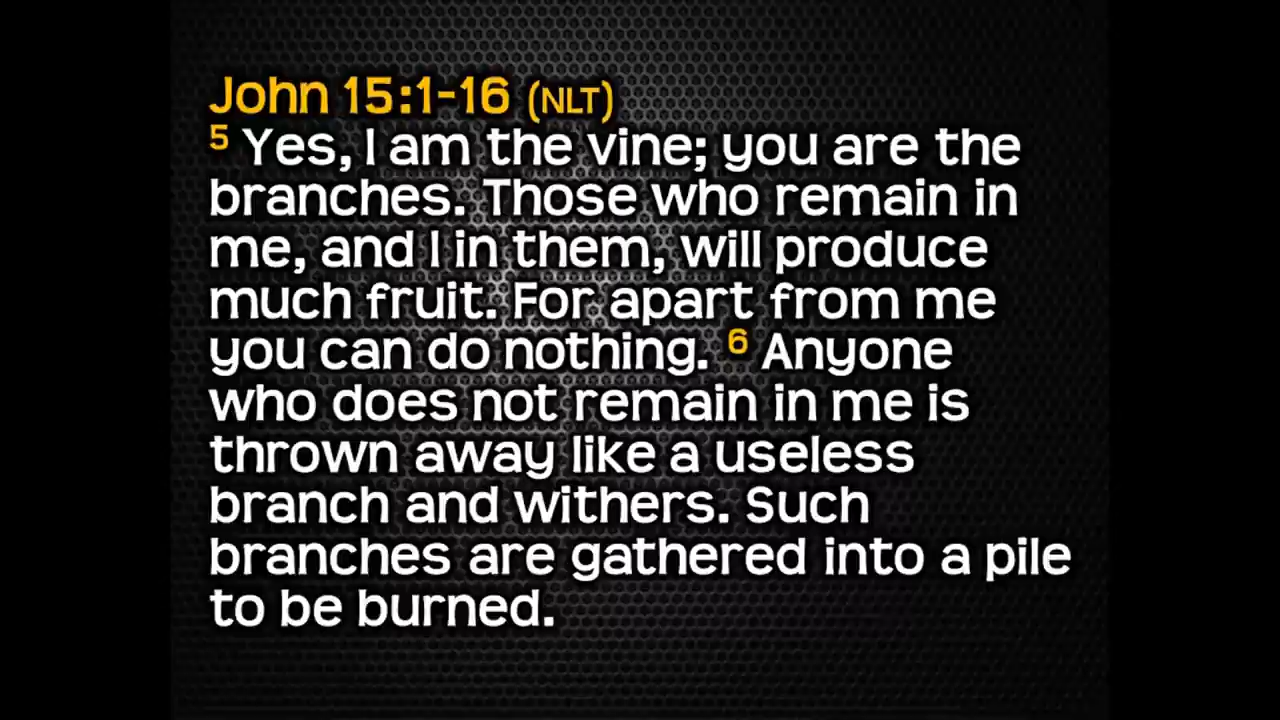 John 15:1-16 (NLT)
5 Yes, I am the vine; you are the
branches. Those who remain in
me, and I in them, will produce
much fruit. For apart from me
you can do nothing. 6 Anyone
who does not remain in me is
thrown away like a useless
branch and withers. Such
branches are gathered into a pile
to be burned.